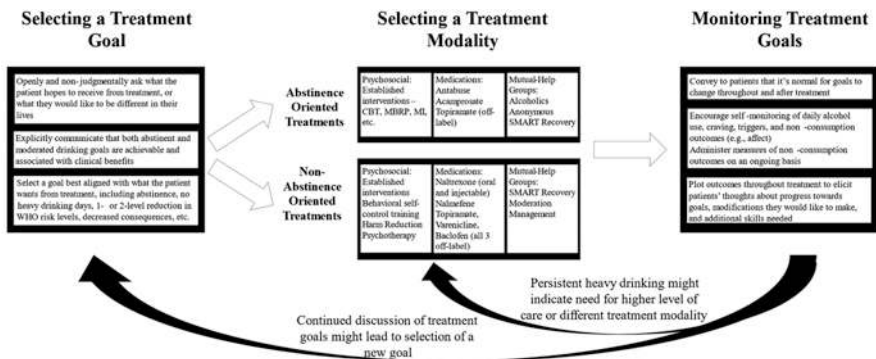 Selecting a Treatment
Goal
Openly and non-judgmentally ask what the
patient hopes to receive from treatment, or
what they would like to be different in their
lives
Explicitly communicate that both abstinent and
moderated drinking goals are achievable and
associated with clinical benefits
Select a goal best aligned with what the patient
wants from treatment, including abstinence, no
heavy drinking days, 1- or 2-level reduction in
WHO risk levels, decreased consequences, etc.
Selecting a Treatment
Modality
Abstinence
Oriented
Treatments
Psychosocial:
Established
interventions –
CBT, MBRP, MI,
etc.
Medications:
Antabuse
Acamprosate
Topiramate (off-
label)
Mutual-Help
Groups:
Alcoholics
Anonymous
SMART Recovery
Non-
Abstinence
Oriented
Treatments
Psychosocial:
Established
interventions
Behavioral self-
control training
Harm Reduction
Psychotherapy
Medications:
Naltrexone (oral
and injectable)
Nalmefene
Topiramate,
Varenicline,
Baclofen (all 3
off-label)
Mutual-Help
Groups:
SMART Recovery
Moderation
Management
Monitoring Treatment
Goals
Convey to patients that it's normal for goals to
change throughout and after treatment
Encourage self-monitoring of daily alcohol
use, craving, triggers, and non -consumption
outcomes (e.g., affect)
Administer measures of non -consumption
outcomes on an ongoing basis
Plot outcomes throughout treatment to elicit
patients' thoughts about progress towards
goals, modifications they would like to make,
and additional skills needed
Persistent heavy drinking might
indicate need for higher level of
care or different treatment modality
Continued discussion of treatment
goals might lead to selection of a
new goal